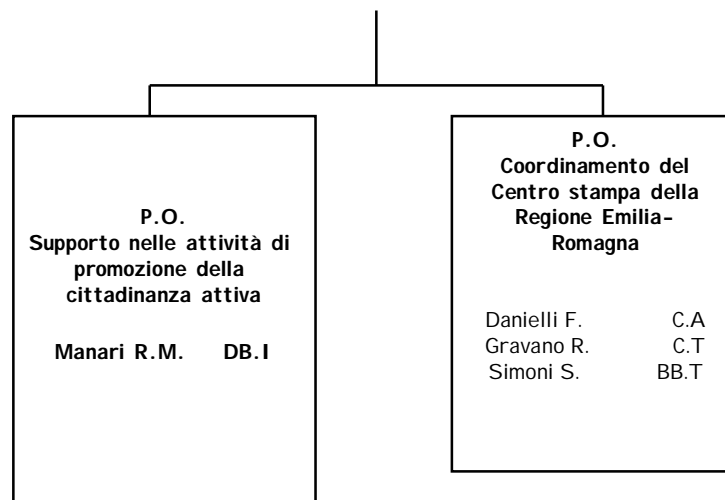 P.O.
Supporto nelle attività di
promozione della
cittadinanza attiva
Manari R.M. DB.I
P.O.
Coordinamento del
Centro stampa della
Regione Emilia-
Romagna
Danielli F. C.A
Gravano R. C.T
Simoni S. BB.T